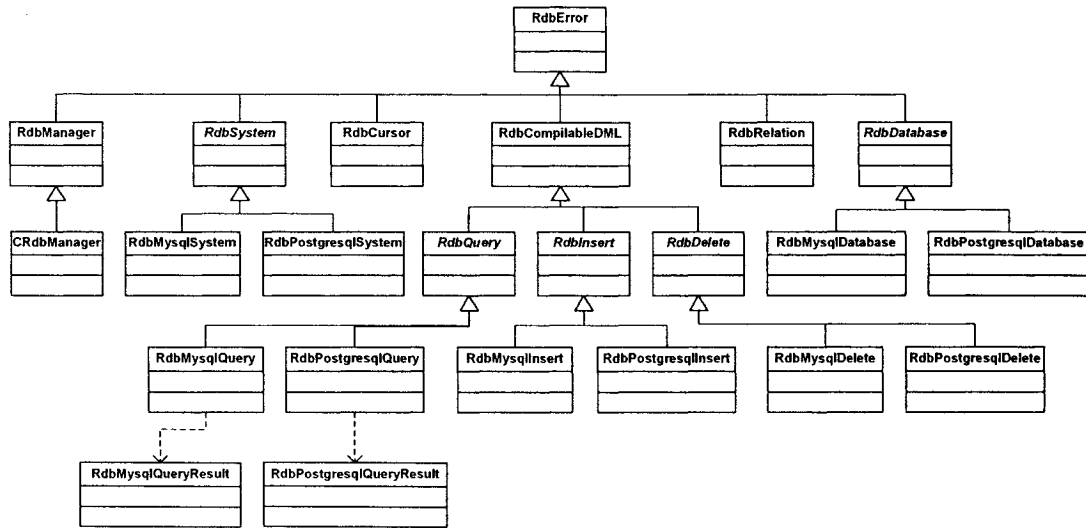 RdbError
RdbManager
RdbSystem
RdbCursor
RdbCompilableDML
RdbRelation
RdbDatabase
CRdbManager
RdbMysqlSystem
RdbPostgresqlSystem
RdbQuery
RdbInsert
RdbDelete
RdbMysqlDatabase
RdbPostgresqlDatabase
RdbMysqlQuery
RdbPostgresqlQuery
RdbMysqlInsert
RdbPostgresqlInsert
RdbMysqlDelete
RdbPostgresqlDelete
RdbMysqlQueryResult
RdbPostgresqlQueryResult